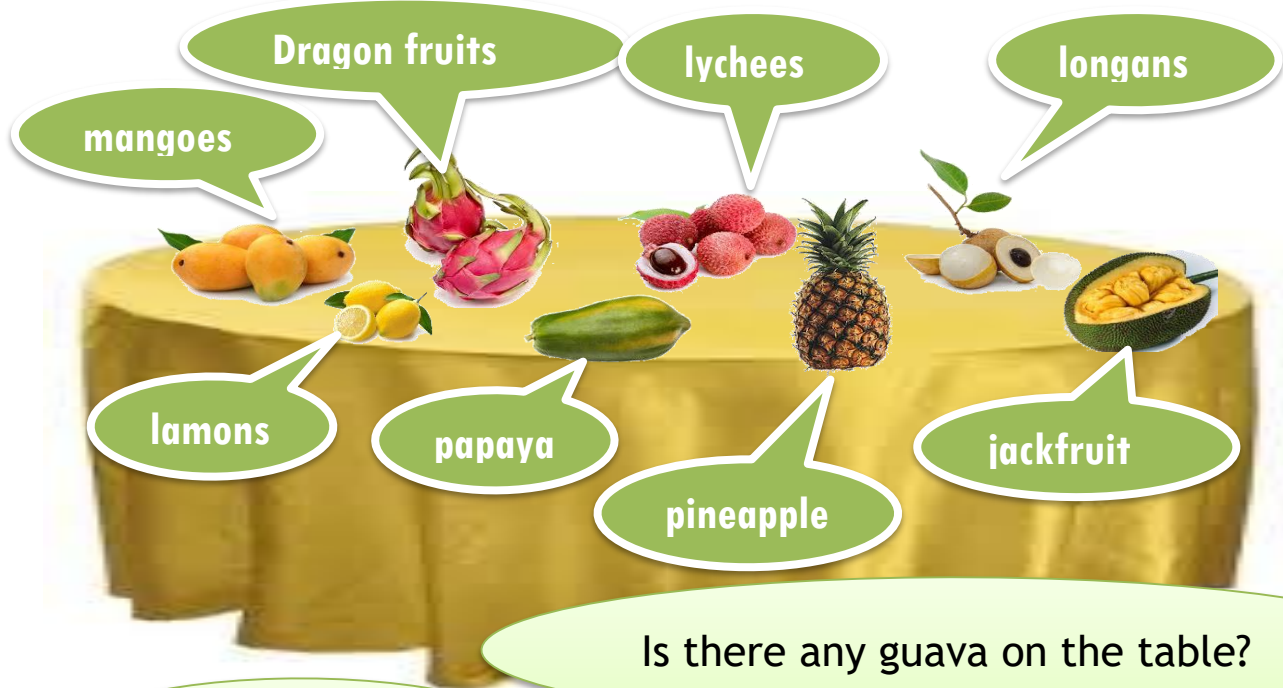 Dragon fruits
lychees
longans
mangoes
lamons
papaya
jackfruit
pineapple
Is there any guava on the table?